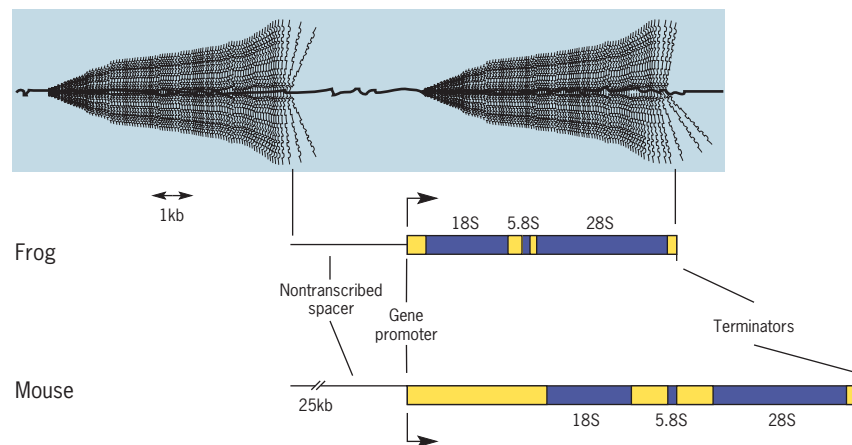 1kb
18S 5.8S 28S
Frog
Nontranscribed
spacer
Gene
promoter
Terminators
Mouse
25kb
18S 5.8S 28S